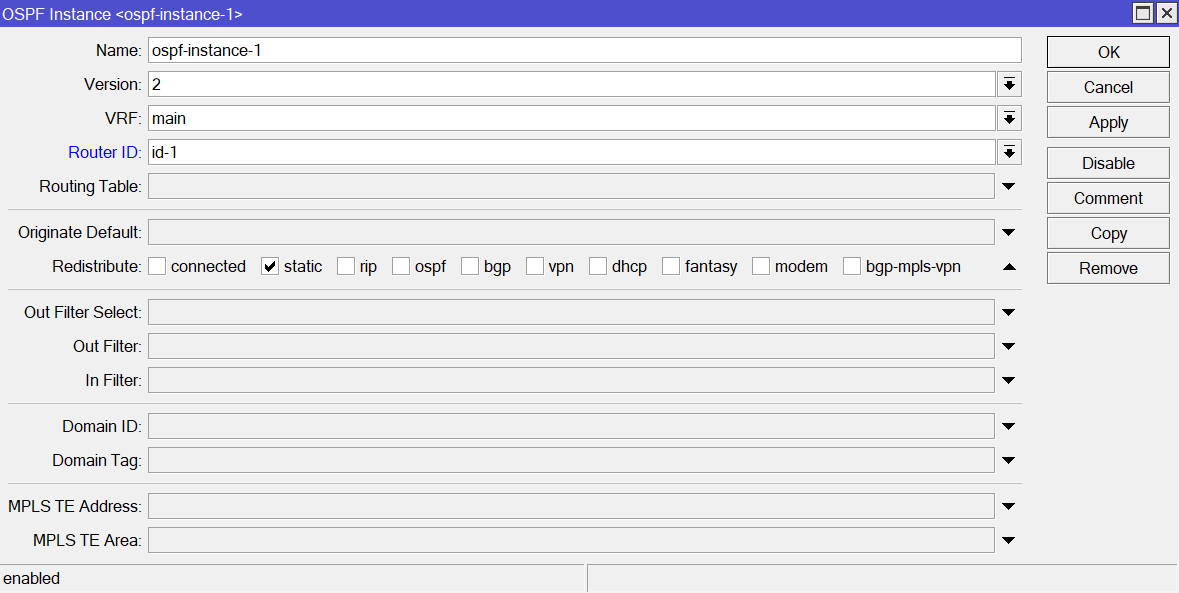 OSPF Instance <ospf-instance-1>
Name: ospf-instance-1
OK
Version: 2
Cancel
VRF: main
Apply
Router ID: id-1
Disable
Routing Table:
Comment
Originate Default:
Copy
Redistribute: connected static rip ospf bgp vpn dhcp fantasy modem bgp-mpls-vpn
Remove
Out Filter Select:
Out Filter:
In Filter:
Domain ID:
Domain Tag:
MPLS TE Address:
MPLS TE Area:
enabled